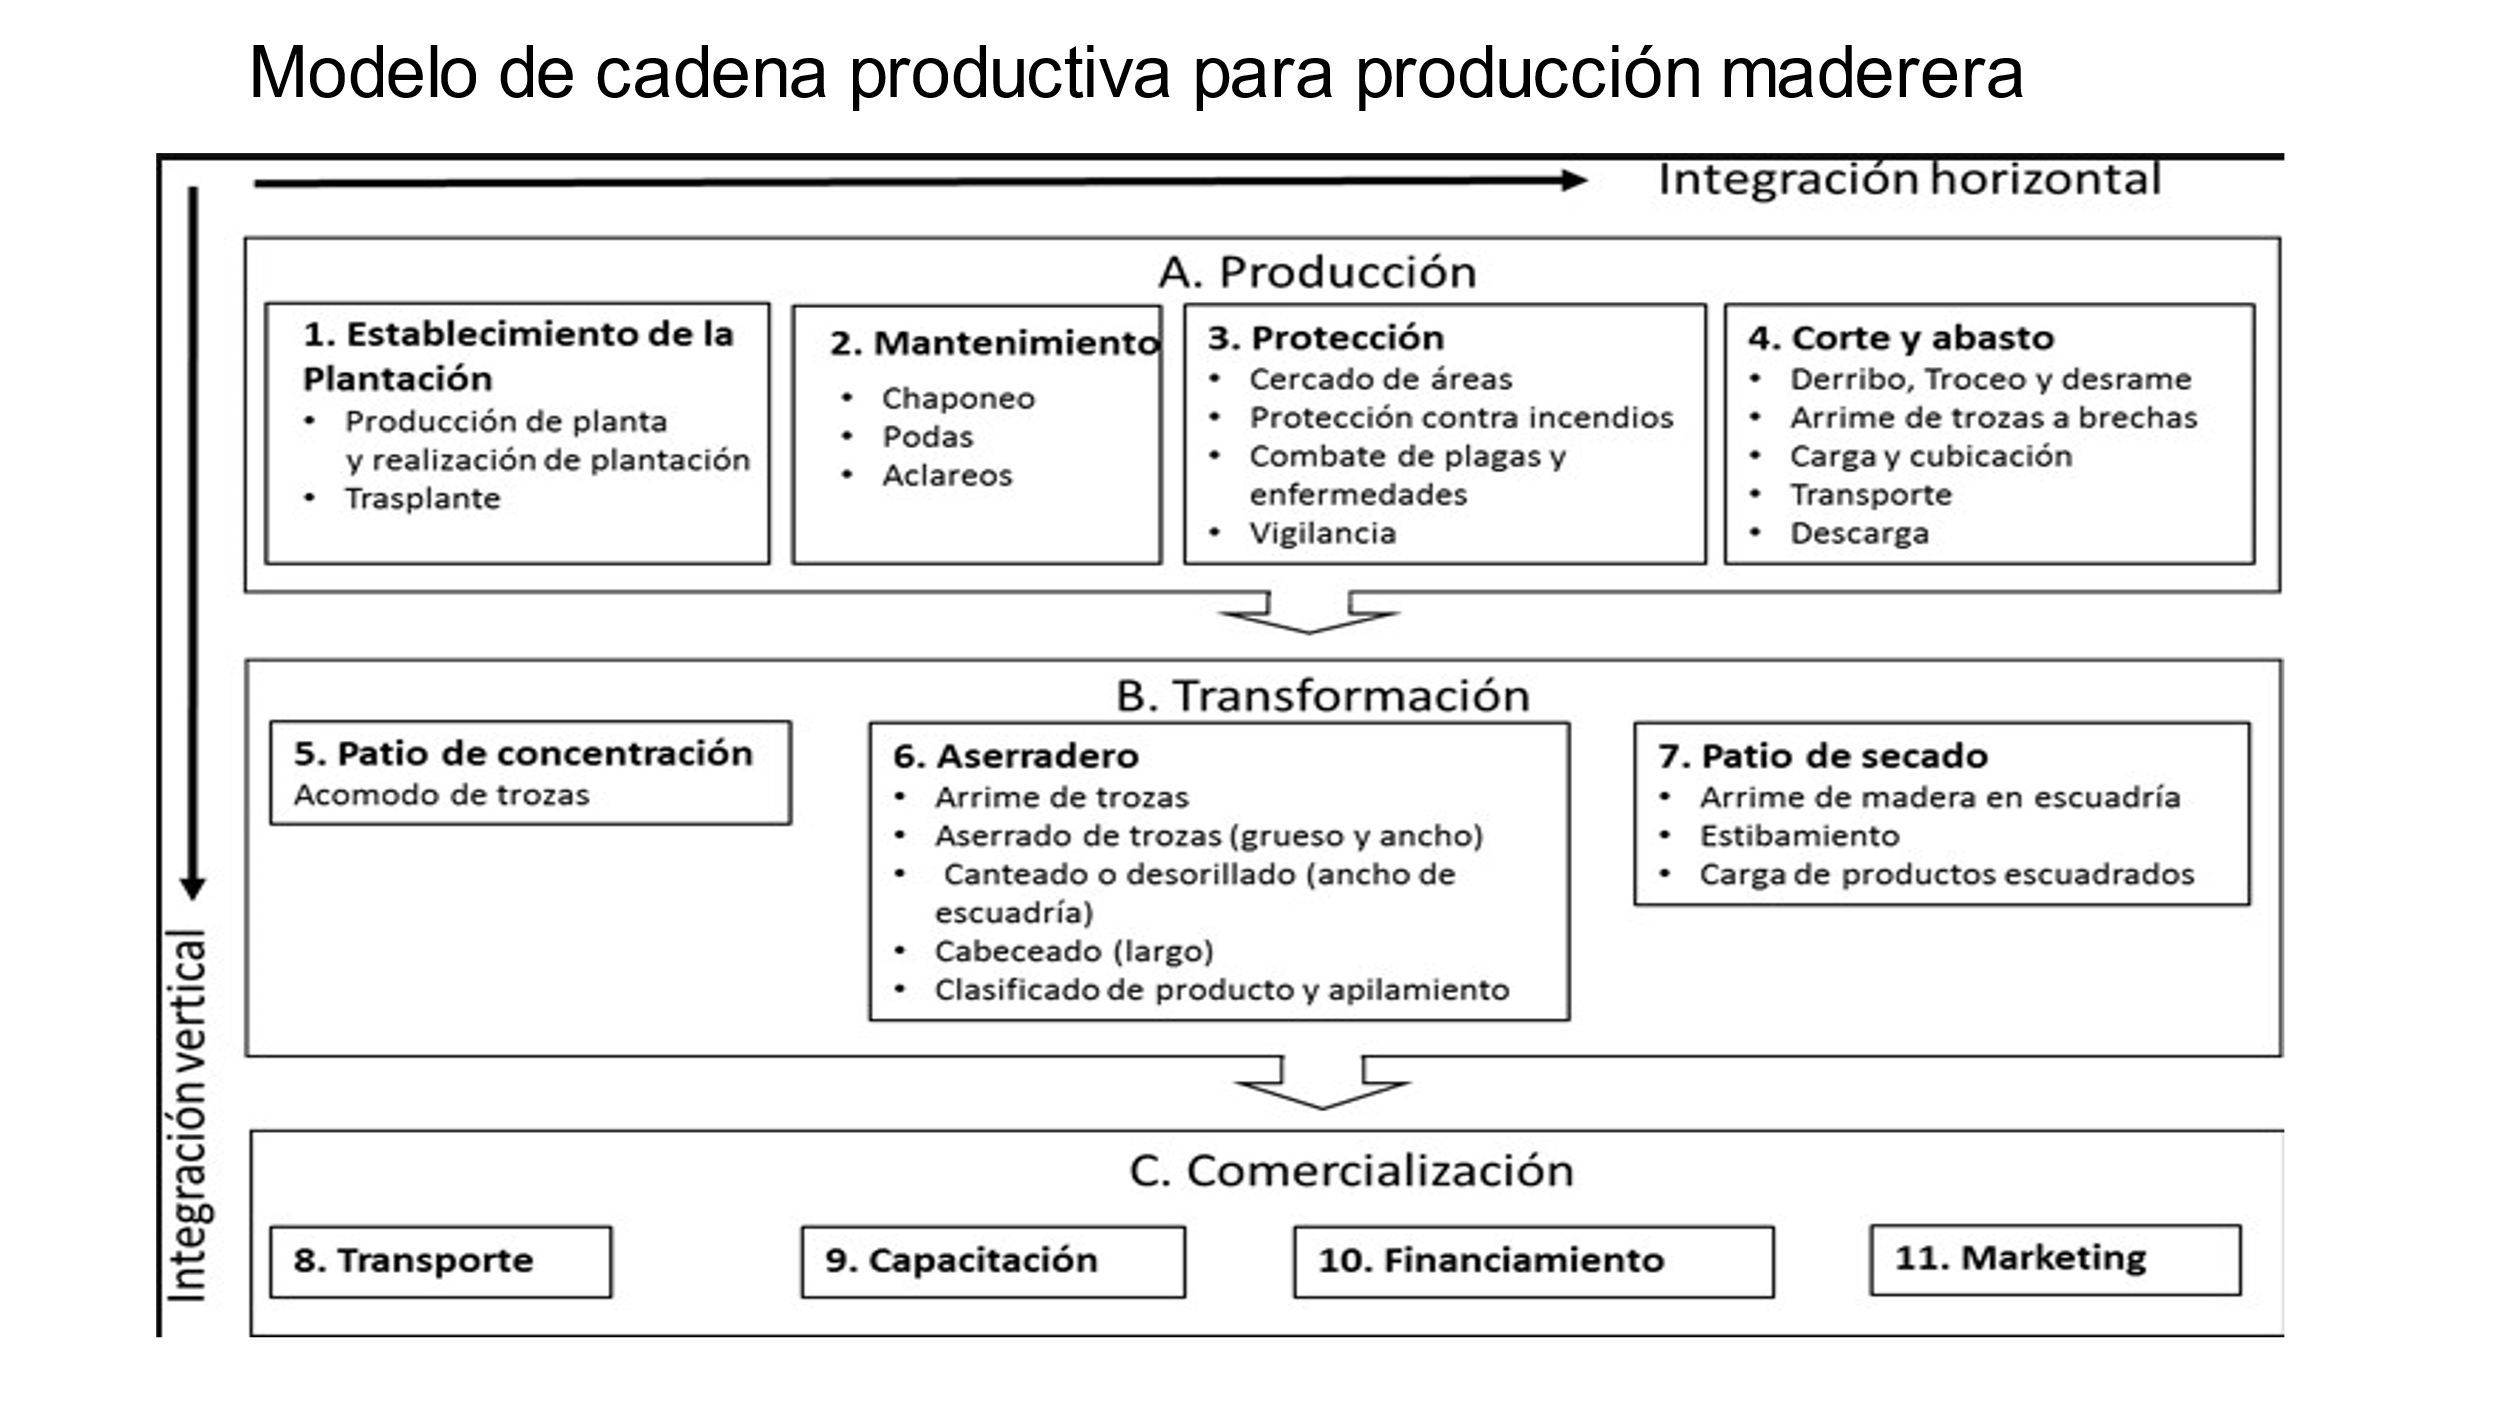 Modelo de cadena productiva para producción maderera
Integración horizontal
Integración vertical
A. Producción
1. Establecimiento de la
Plantación
• Producción de planta
y realización de plantación
• Trasplante
2. Mantenimiento
• Chaponeo
• Podas
• Aclareos
3. Protección
• Cercado de áreas
• Protección contra incendios
• Combate de plagas y
enfermedades
• Vigilancia
4. Corte y abasto
• Derribo, Troceo y desrame
• Arrime de trozas a brechas
• Carga y cubicación
• Transporte
• Descarga
B. Transformación
5. Patio de concentración
Acomodo de trozas
6. Aserradero
• Arrime de trozas
• Aserrado de trozas (grueso y ancho)
• Canteado o desorillado (ancho de
escuadría)
• Cabeceado (largo)
• Clasificado de producto y apilamiento
7. Patio de secado
• Arrime de madera en escuadría
• Estibamiento
• Carga de productos escuadrados
C. Comercialización
8. Transporte
9. Capacitación
10. Financiamiento
11. Marketing